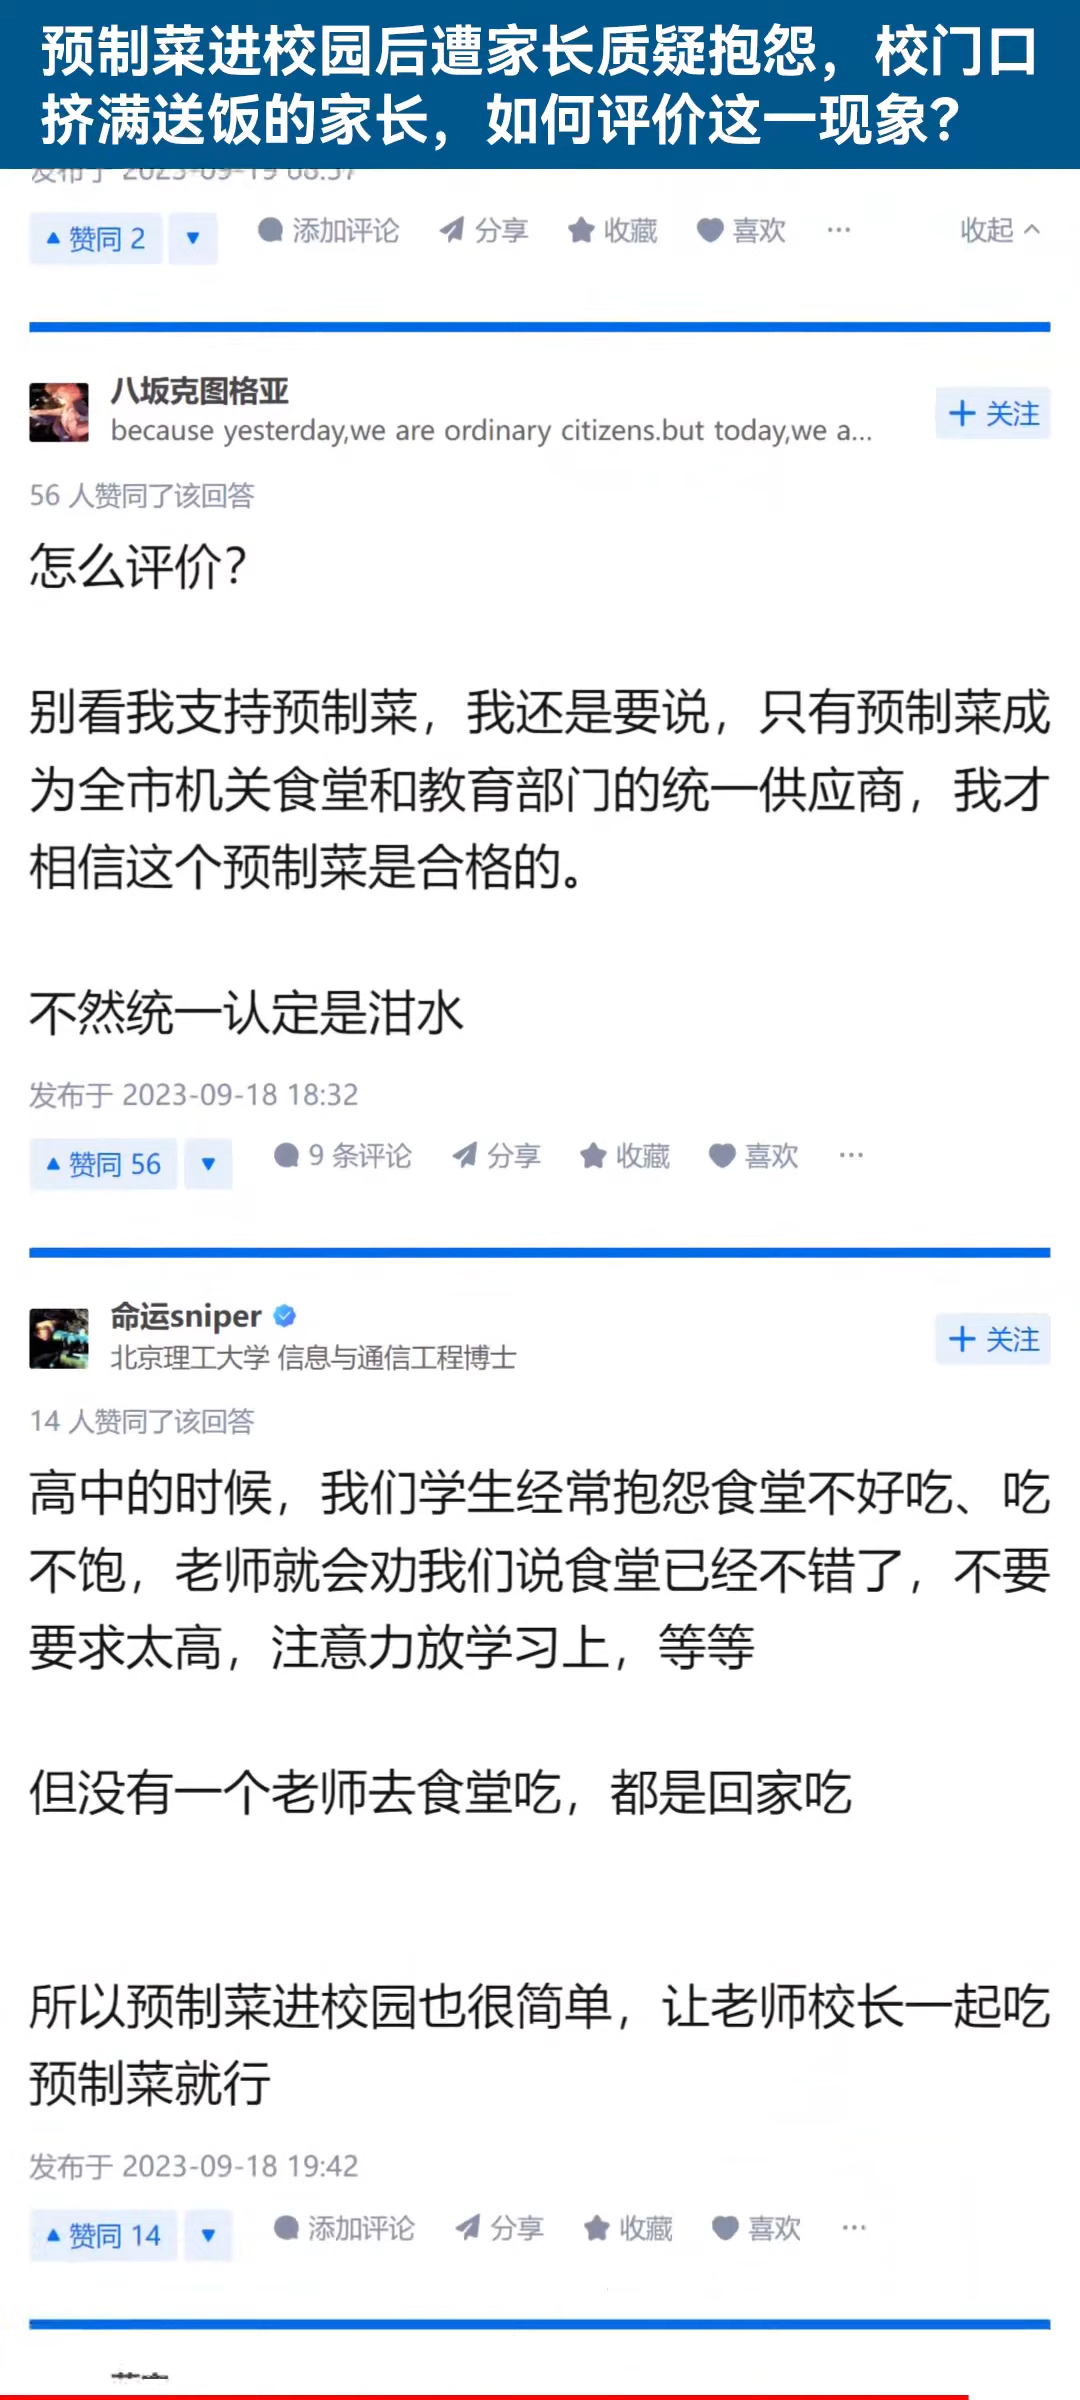 预制菜进校园后遭家长质疑抱怨，校门口
挤满送饭的家长，如何评价这一现象？
发布于 2023-09-19 08:57
赞同 2
添加评论
分享
收藏
喜欢
收起
八坂克图格亚
because yesterday,we are ordinary citizens.but today,we a...
关注
56 人赞同了该回答
怎么评价？
别看我支持预制菜，我还是要说，只有预制菜成
为全市机关食堂和教育部门的统一供应商，我才
相信这个预制菜是合格的。
不然统一认定是泔水
发布于 2023-09-18 18:32
赞同 56
9 条评论
分享
收藏
喜欢
命运sniper
北京理工大学 信息与通信工程博士
关注
14 人赞同了该回答
高中的时候，我们学生经常抱怨食堂不好吃、吃
不饱，老师就会劝我们说食堂已经不错了，不要
要求太高，注意力放学习上，等等
但没有一个老师去食堂吃，都是回家吃
所以预制菜进校园也很简单，让老师校长一起吃
预制菜就行
发布于 2023-09-18 19:42
赞同 14
添加评论
分享
收藏
喜欢